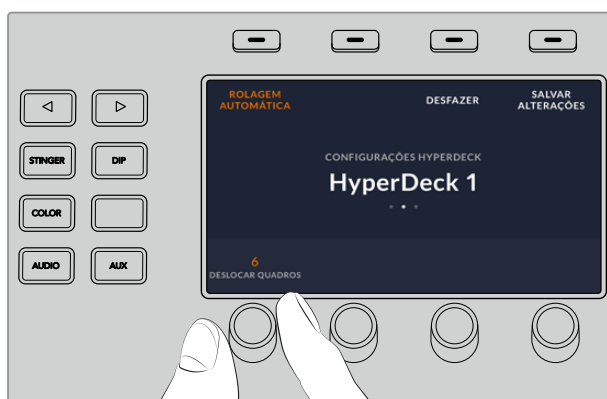 ROLAGEM
AUTOMÁTICA
DESFAZER
SALVAR
ALTERAÇÕES
CONFIGURAÇÕES HYPERDECK
HyperDeck 1
6
DESLOCAR QUADROS
STINGER
DIP
COLOR
AUDIO
AUX